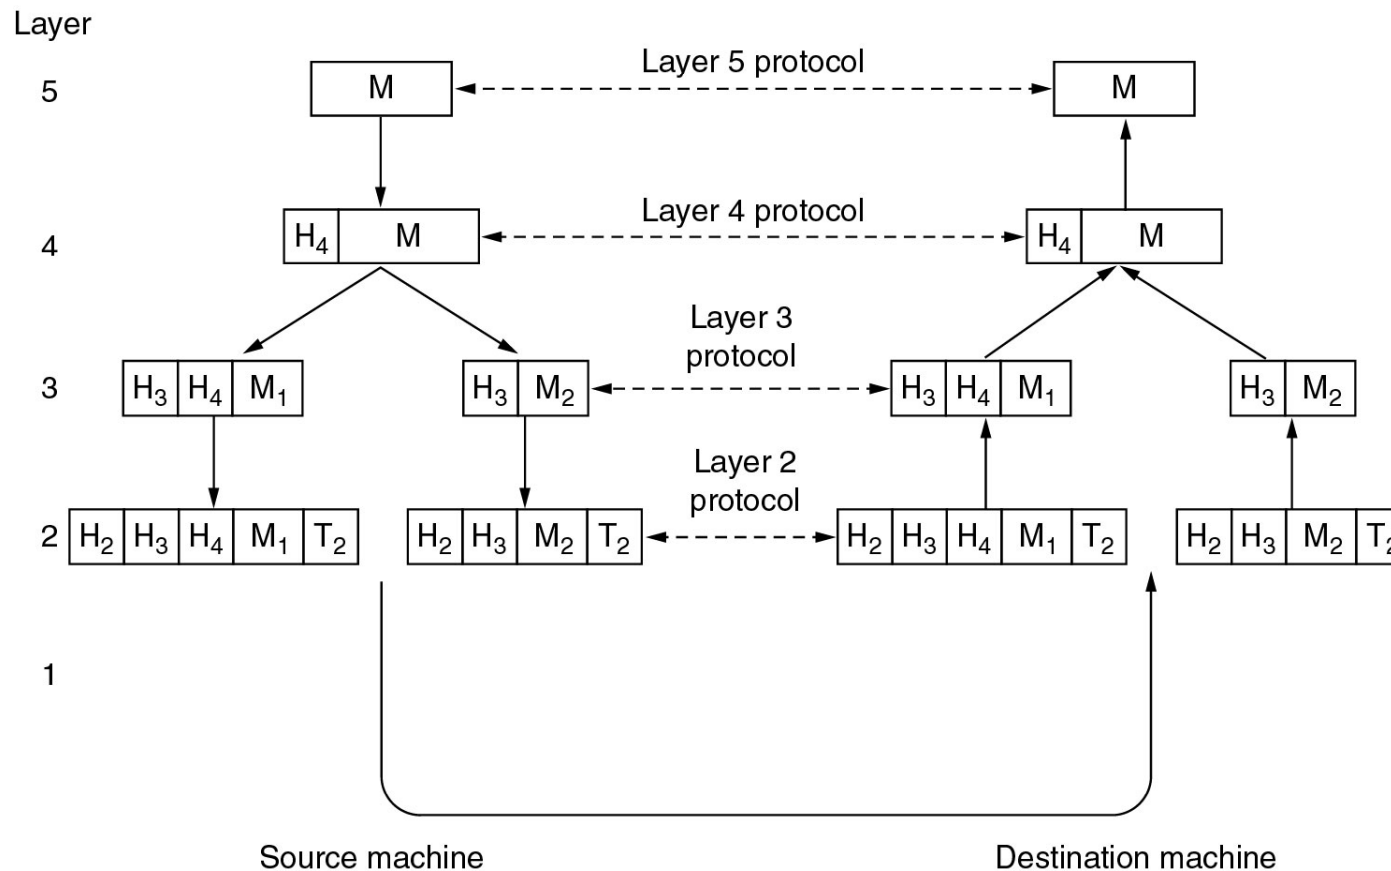 Layer
5 M Layer 5 protocol M
4 H4 M Layer 4 protocol H4 M
Layer 3
protocol
3 H3 H4 M1 H3 M2 H3 H4 M1 H3 M2
Layer 2
protocol
2 H2 H3 H4 M1 T2 H2 H3 M2 T2 H2 H3 H4 M1 T2 H2 H3 M2 T2
1
Source machine Destination machine